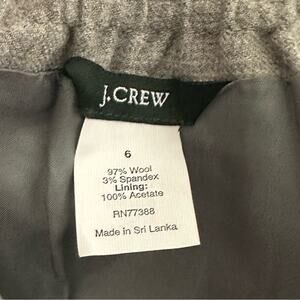 J.CREW
6
97% Wool
3% Spandex
Lining:
100% Acetate
RN77388
Made in Sri Lanka